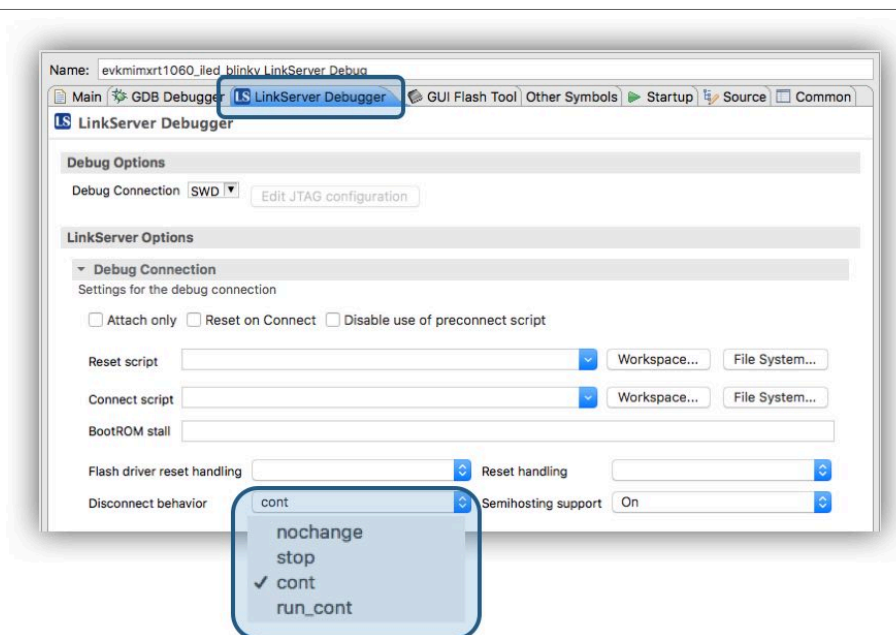 Name: evkmimxrt1060_iled_blinky LinkServer Debug
Main GDB Debugger LS LinkServer Debugger GUI Flash Tool Other Symbols Startup Source Common
LS LinkServer Debugger
Debug Options
Debug Connection SWD Edit JTAG configuration
LinkServer Options
Debug Connection
Settings for the debug connection
Attach only Reset on Connect Disable use of preconnect script
Reset script Workspace... File System...
Connect script Workspace... File System...
BootROM stall
Flash driver reset handling Reset handling
Disconnect behavior cont Semihosting support On
nochange
stop
✓ cont
run_cont